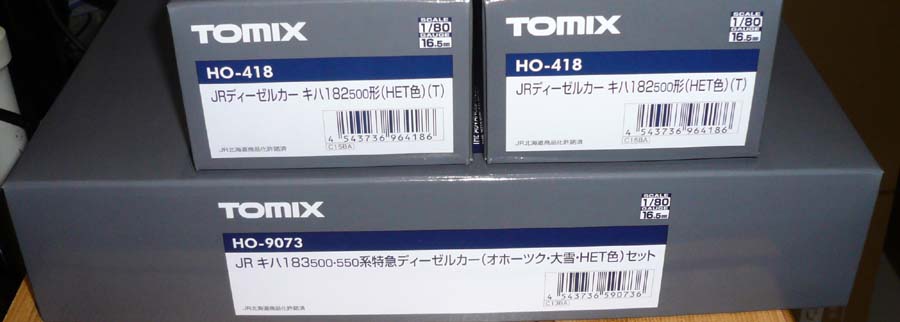 TOMIX
SCALE
1/80
GAUGE
16.5mm
HO-418
JRディーゼルカー キハ182500形(HET色)(T)
4 543736 964186
C15BA
JR北海道商品化許諾済
TOMIX
SCALE
1/80
GAUGE
16.5mm
HO-418
JRディーゼルカー キハ182500形(HET色)(T)
4 543736 964186
C15BA
JR北海道商品化許諾済
TOMIX
SCALE
1/80
GAUGE
16.5mm
HO-9073
JR キハ183500・550系特急ディーゼルカー(オホーツク・大雪・HET色)セット
4 543736 590736
C13BA
JR北海道商品化許諾済